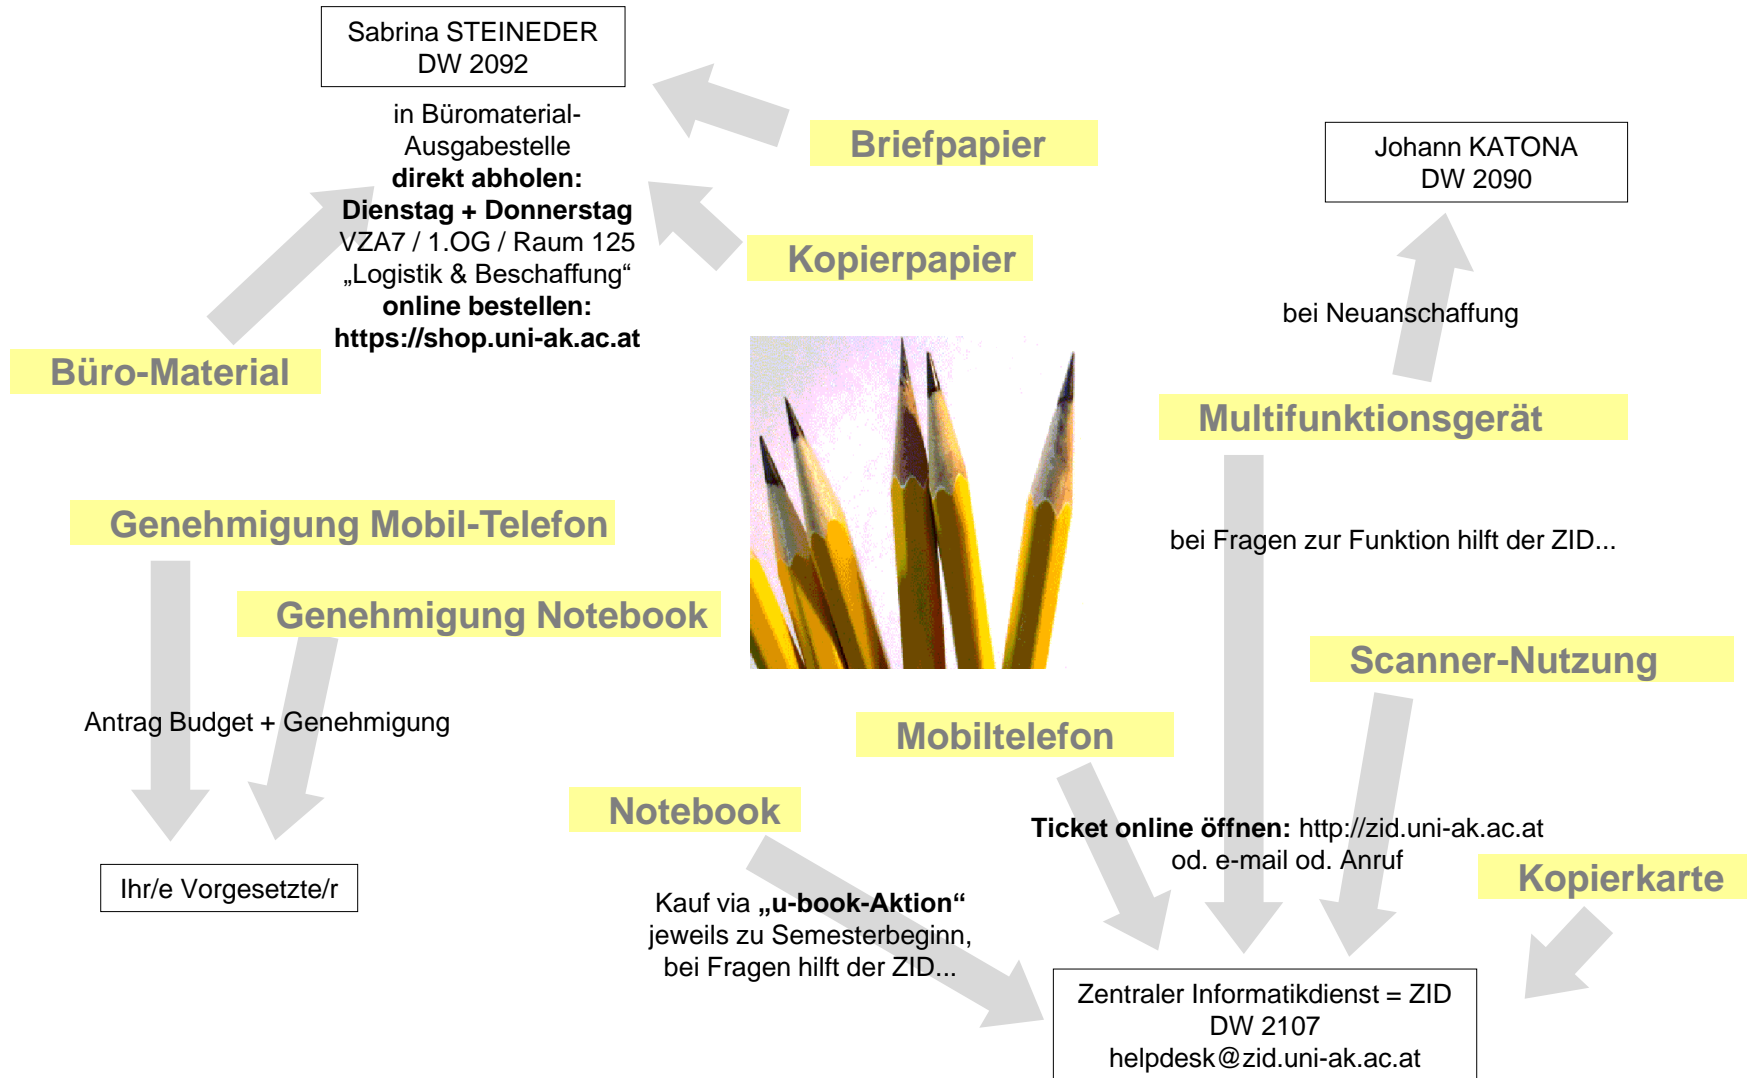 Sabrina STEINEDER
DW 2092
in Büromaterial-
Ausgabestelle
direkt abholen:
Dienstag + Donnerstag
VZA7 / 1.OG / Raum 125
„Logistik & Beschaffung“
online bestellen:
https://shop.uni-ak.ac.at
Briefpapier
Kopierpapier
Büro-Material
Johann KATONA
DW 2090
bei Neuanschaffung
Multifunktionsgerät
bei Fragen zur Funktion hilft der ZID...
Genehmigung Mobil-Telefon
Genehmigung Notebook
Antrag Budget + Genehmigung
Ihr/e Vorgesetzte/r
Scanner-Nutzung
Mobiltelefon
Notebook
Kauf via „u-book-Aktion“
jeweils zu Semesterbeginn,
bei Fragen hilft der ZID...
Ticket online öffnen: http://zid.uni-ak.ac.at
od. e-mail od. Anruf
Kopierkarte
Zentraler Informatikdienst = ZID
DW 2107
helpdesk@zid.uni-ak.ac.at